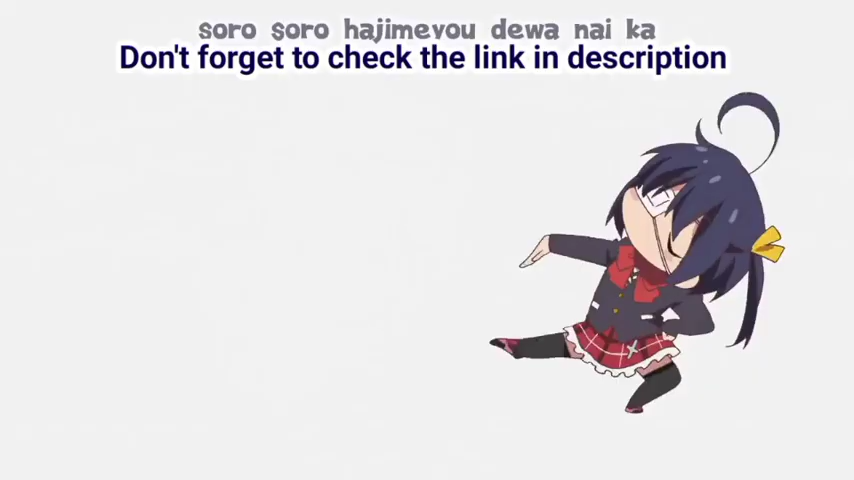 soro soro hajimeyou dewa nai ka
Don't forget to check the link in description